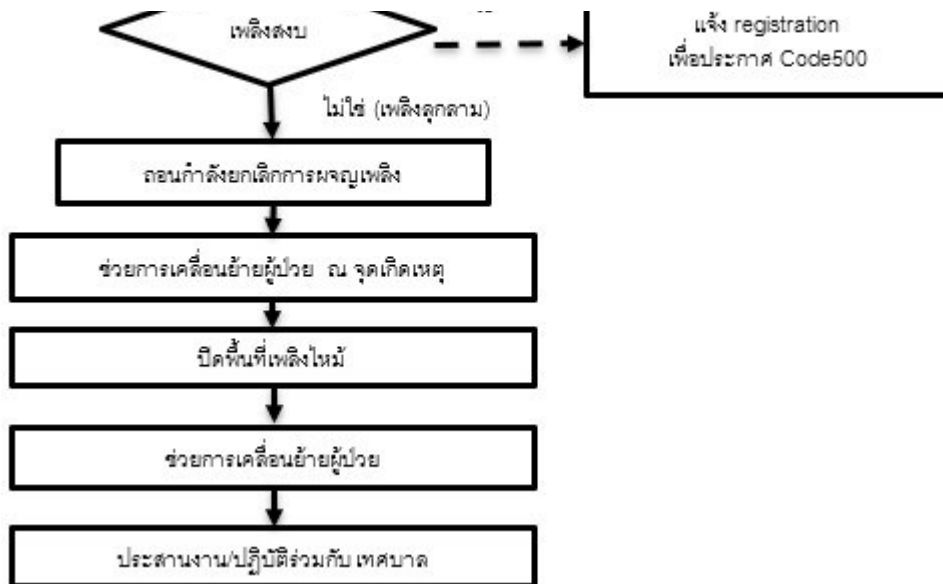 เพลิงสงบ
แจ้ง registration
เพื่อประกาศ Code500
ไม่ใช่ (เพลิงลุกลาม)
ถอนกำลังยกเลิกการผจญเพลิง
ช่วยการเคลื่อนย้ายผู้ป่วย ณ จุดเกิดเหตุ
ปิดพื้นที่เพลิงไหม้
ช่วยการเคลื่อนย้ายผู้ป่วย
ประสานงาน/ปฏิบัติร่วมกับ เทศบาล